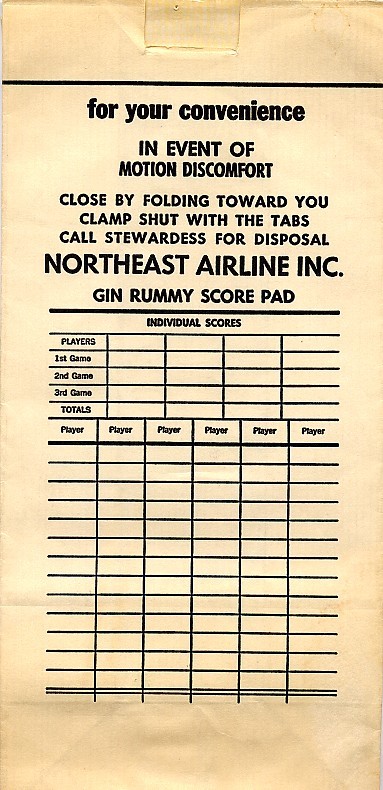 for your convenience
IN EVENT OF
MOTION DISCOMFORT
CLOSE BY FOLDING TOWARD YOU
CLAMP SHUT WITH THE TABS
CALL STEWARDESS FOR DISPOSAL
NORTHEAST AIRLINE INC.
GIN RUMMY SCORE PAD
INDIVIDUAL SCORES
PLAYERS
1st Game
2nd Game
3rd Game
TOTALS
Player Player Player Player Player Player